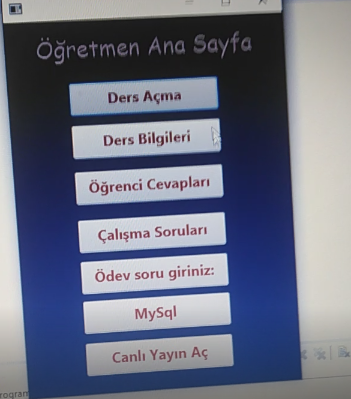 Öğretmen Ana Sayfa
Ders Açma
Ders Bilgileri
Öğrenci Cevapları
Çalışma Soruları
Ödev soru giriniz:
MySql
Canlı Yayın Aç